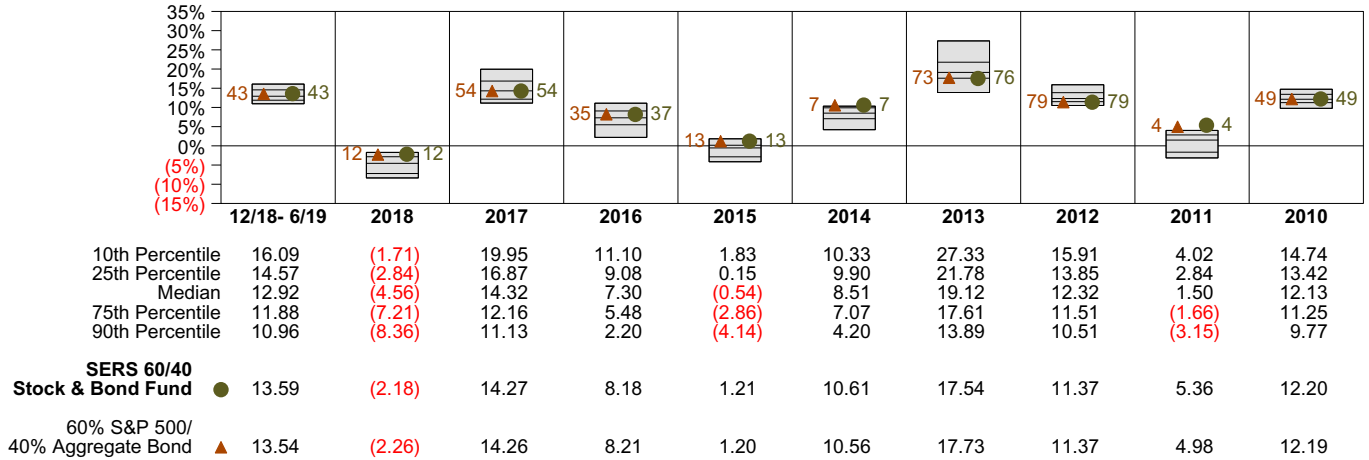 35%
30%
25%
20%
15%
10%
5%
0%
(5%)
(10%)
(15%)
43 43 12 12 54 54 35 37 13 13 7 7 73 76 79 79 4 4 49 49
12/18- 6/19 2018 2017 2016 2015 2014 2013 2012 2011 2010
10th Percentile 16.09 (1.71) 19.95 11.10 1.83 10.33 27.33 15.91 4.02 14.74
25th Percentile 14.57 (2.84) 16.87 9.08 0.15 9.90 21.78 13.85 2.84 13.42
Median 12.92 (4.56) 14.32 7.30 (0.54) 8.51 19.12 12.32 1.50 12.13
75th Percentile 11.88 (7.21) 12.16 5.48 (2.86) 7.07 17.61 11.51 (1.66) 11.25
90th Percentile 10.96 (8.36) 11.13 2.20 (4.14) 4.20 13.89 10.51 (3.15) 9.77
SERS 60/40
Stock & Bond Fund 13.59 (2.18) 14.27 8.18 1.21 10.61 17.54 11.37 5.36 12.20
60% S&P 500/
40% Aggregate Bond 13.54 (2.26) 14.26 8.21 1.20 10.56 17.73 11.37 4.98 12.19